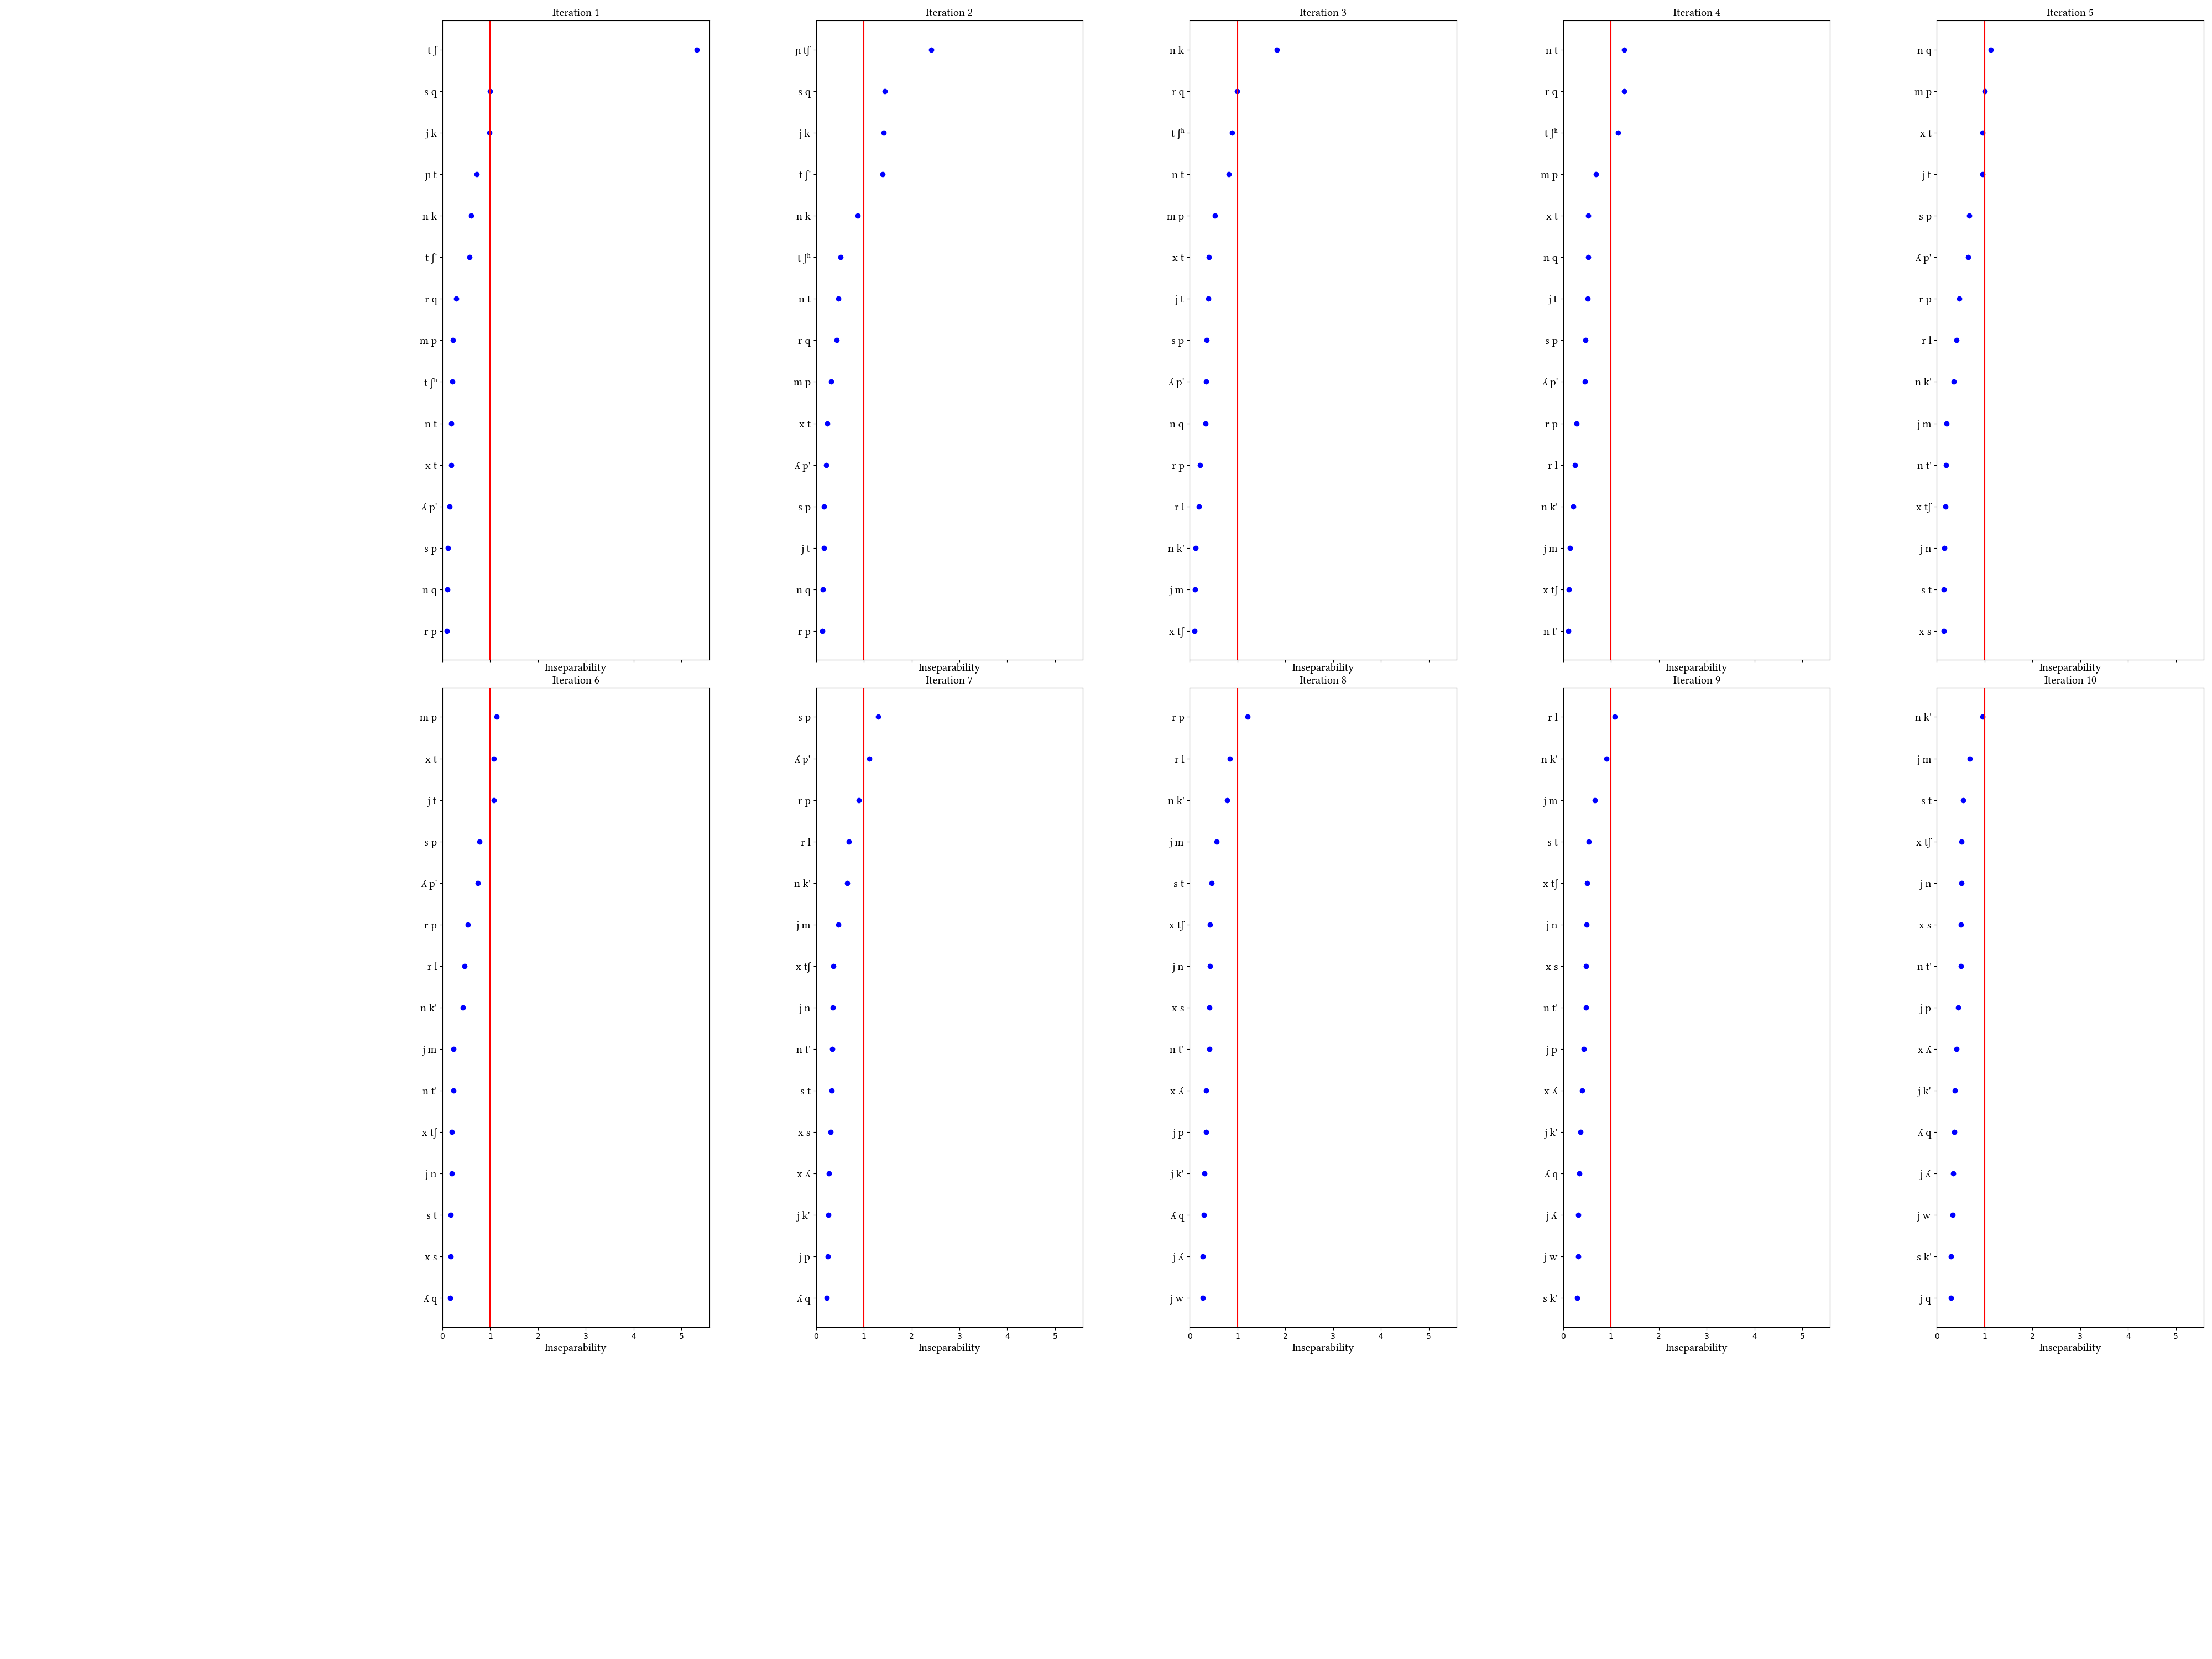 Iteration 1
t ʃ
s q
j k
ɲ t
n k
t ʃ'
r q
m p
t ʃʰ
n t
x t
ʎ p'
s p
n q
r p
Inseparability
Iteration 2
ɲ tʃ
s q
j k
t ʃ'
n k
t ʃʰ
n t
r q
m p
x t
ʎ p'
s p
j t
n q
r p
Inseparability
Iteration 3
n k
r q
t ʃʰ
n t
m p
x t
j t
s p
ʎ p'
n q
r p
r l
n k'
j m
x tʃ
Inseparability
Iteration 4
n t
r q
t ʃʰ
m p
x t
n q
j t
s p
ʎ p'
r p
r l
n k'
j m
x tʃ
n t'
Inseparability
Iteration 5
n q
m p
x t
j t
s p
ʎ p'
r p
r l
n k'
j m
n t'
x tʃ
j n
s t
x s
Inseparability
Iteration 6
m p
x t
j t
s p
ʎ p'
r p
r l
n k'
j m
n t'
x tʃ
j n
s t
x s
ʎ q
0 1 2 3 4 5
Inseparability
Iteration 7
s p
ʎ p'
r p
r l
n k'
j m
x tʃ
j n
n t'
s t
x s
x ʎ
j k'
j p
ʎ q
0 1 2 3 4 5
Inseparability
Iteration 8
r p
r l
n k'
j m
s t
x tʃ
j n
x s
n t'
x ʎ
j p
j k'
ʎ q
j ʎ
j w
0 1 2 3 4 5
Inseparability
Iteration 9
r l
n k'
j m
s t
x tʃ
j n
x s
n t'
j p
x ʎ
j k'
ʎ q
j ʎ
j w
s k'
0 1 2 3 4 5
Inseparability
Iteration 10
n k'
j m
s t
x tʃ
j n
x s
n t'
j p
x ʎ
j k'
ʎ q
j ʎ
j w
s k'
j q
0 1 2 3 4 5
Inseparability